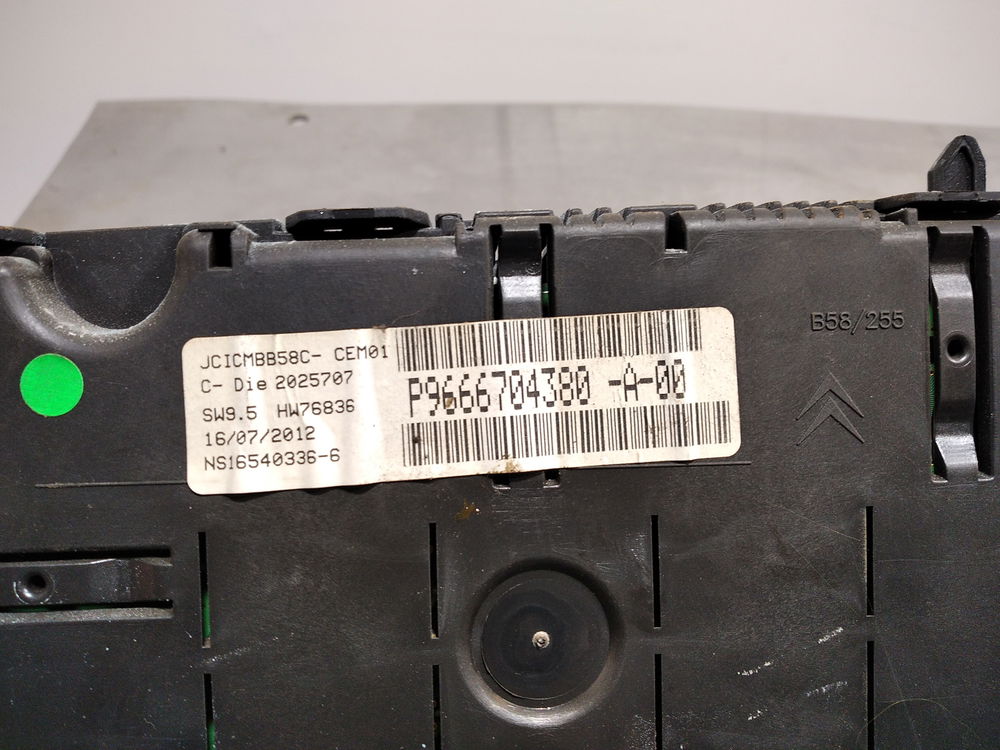 JCICMBB58C- CEM01
C- Die 2025707
SW9.5 HW76836
16/07/2012
NS16540336-6
P9666704380 -A-00
B58/255